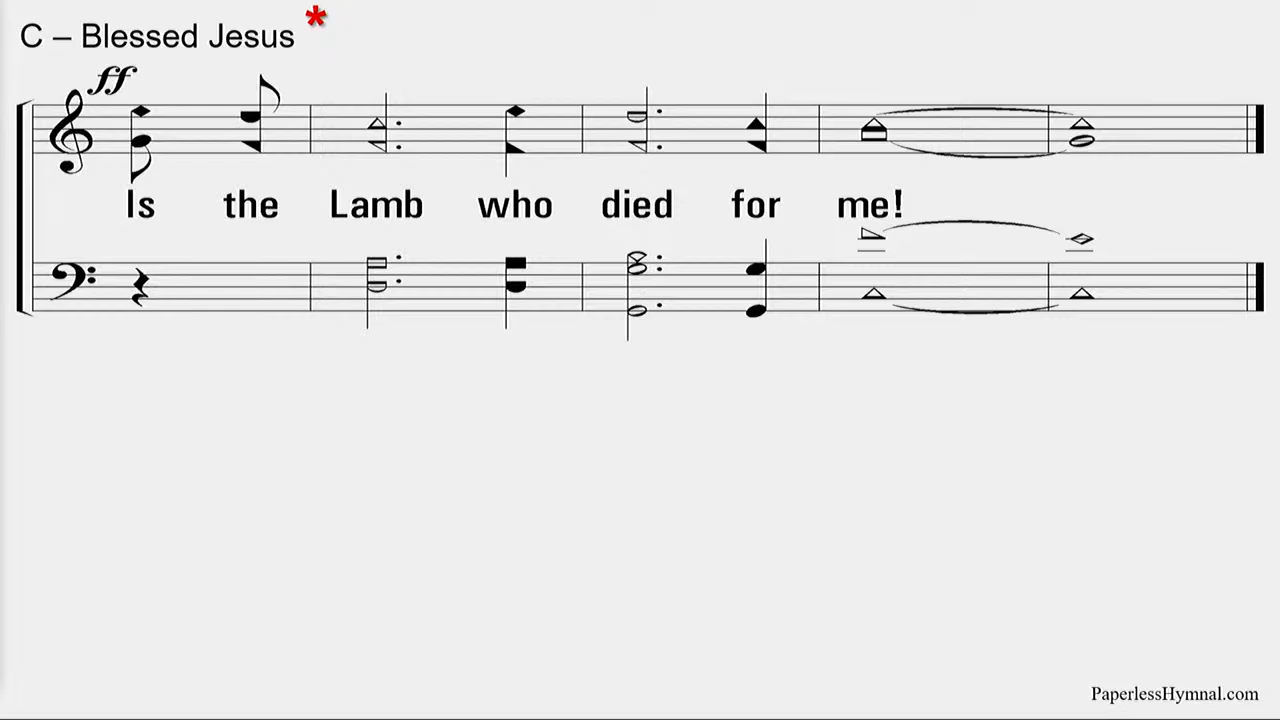 C – Blessed Jesus *
ff
Is the Lamb who died for me!
PaperlessHymnal.com